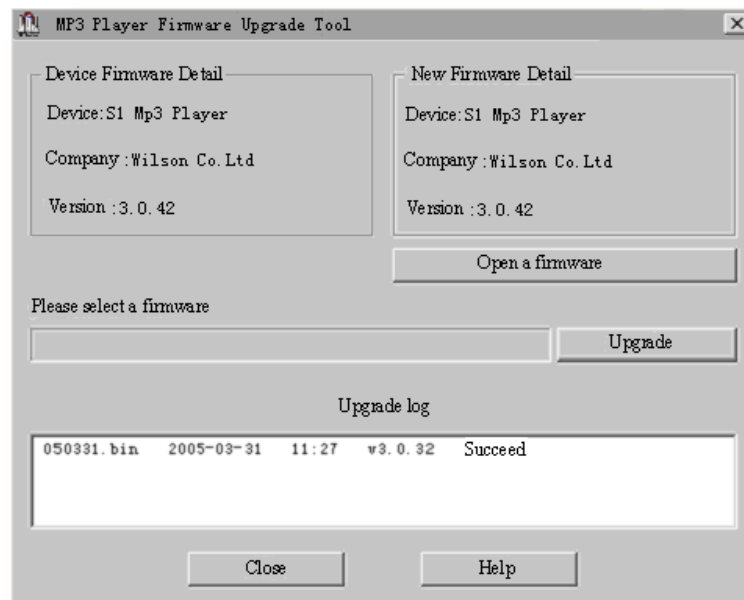 MP3 Player Firmware Upgrade Tool
Device Firmware Detail
Device:S1 Mp3 Player
Company :Wilson Co.Ltd
Version :3.0.42
New Firmware Detail
Device:S1 Mp3 Player
Company :Wilson Co.Ltd
Version :3.0.42
Open a firmware
Please select a firmware
Upgrade
Upgrade log
050331.bin 2005-03-31 11:27 v3.0.32 Succeed
Close
Help